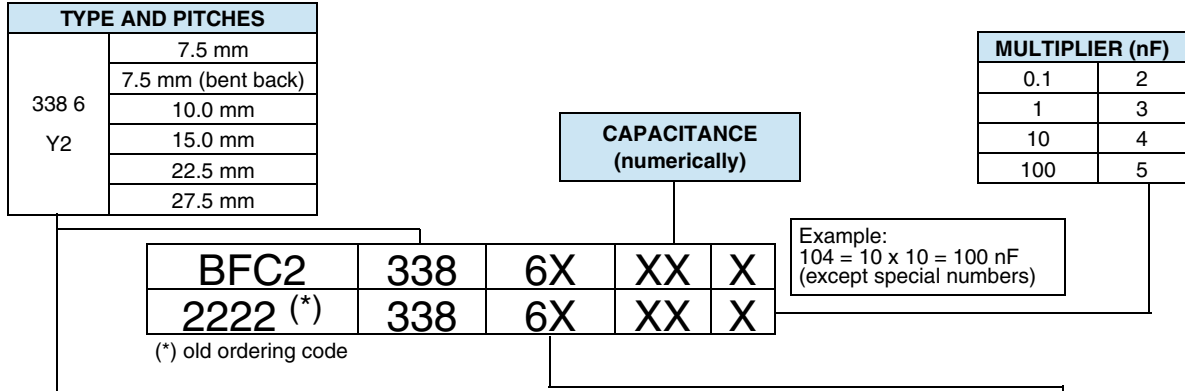 TYPE AND PITCHES
338 6
Y2
7.5 mm
7.5 mm (bent back)
10.0 mm
15.0 mm
22.5 mm
27.5 mm
CAPACITANCE
(numerically)
MULTIPLIER (nF)
0.1 2
1 3
10 4
100 5
Example:
104 = 10 x 10 = 100 nF
(except special numbers)
BFC2 338 6X XX X
2222 (*) 338 6X XX X
(*) old ordering code